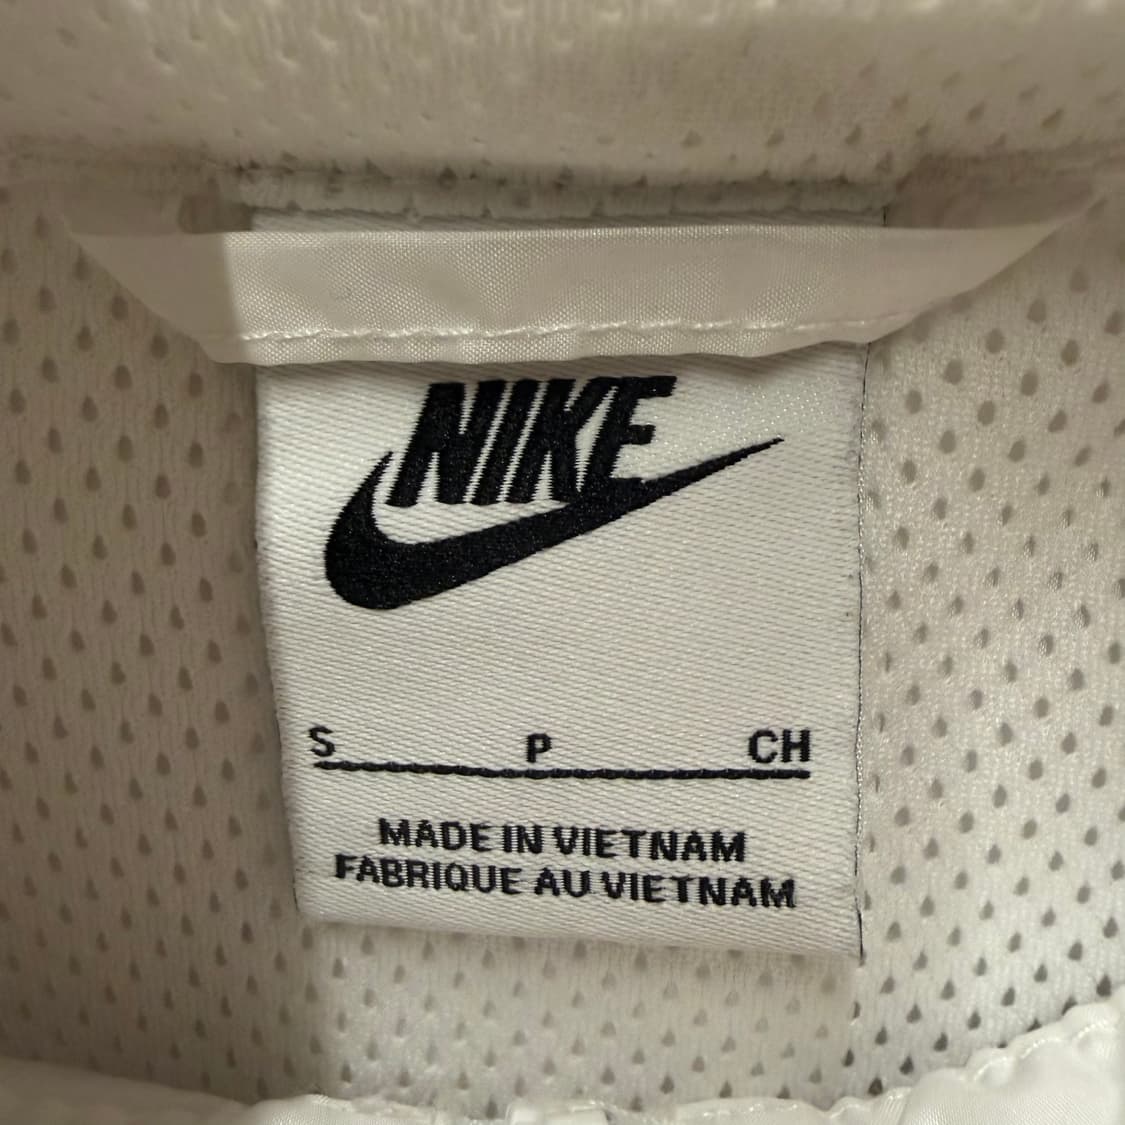 NIKE
S P CH
MADE IN VIETNAM
FABRIQUE AU VIETNAM